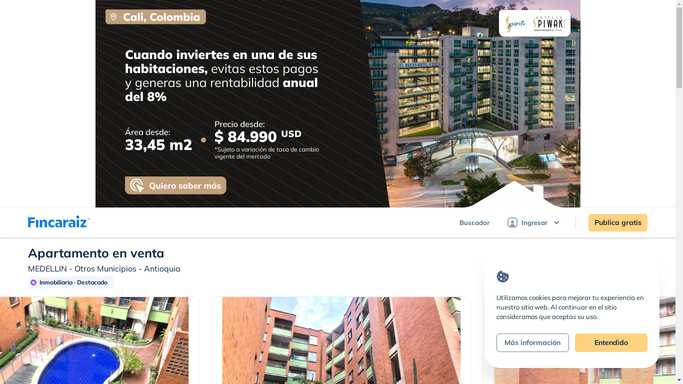 Cali, Colombia
Cuando inviertes en una de sus
habitaciones, evitas estos pagos
y generas una rentabilidad anual
del 8%
Área desde:
33,45 m2
Precio desde:
$ 84.990 USD
*Sujeto a variación de tasa de cambio
vigente del mercado
Quiero saber más
PIWAK
Fincaraiz
Buscador
Ingresar
Publica gratis
Apartamento en venta
MEDELLIN - Otros Municipios - Antioquia
Inmobiliaria · Destacado
Utilizamos cookies para mejorar tu experiencia en
nuestro sitio web. Al continuar en el sitio
consideramos que aceptas su uso.
Más información
Entendido